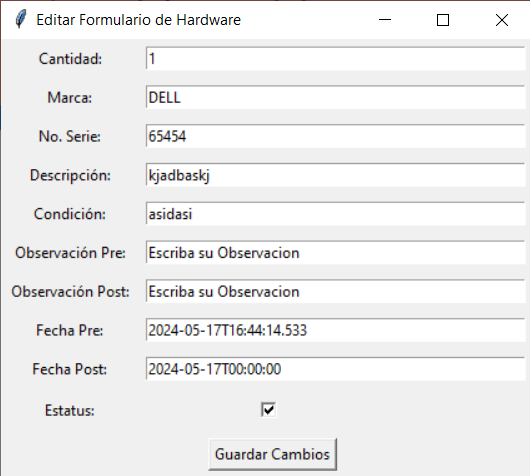 Editar Formulario de Hardware
Cantidad: 1
Marca: DELL
No. Serie: 65454
Descripción: kjadbaskj
Condición: asidasi
Observación Pre: Escriba su Observacion
Observación Post: Escriba su Observacion
Fecha Pre: 2024-05-17T16:44:14.533
Fecha Post: 2024-05-17T00:00:00
Estatus:
Guardar Cambios